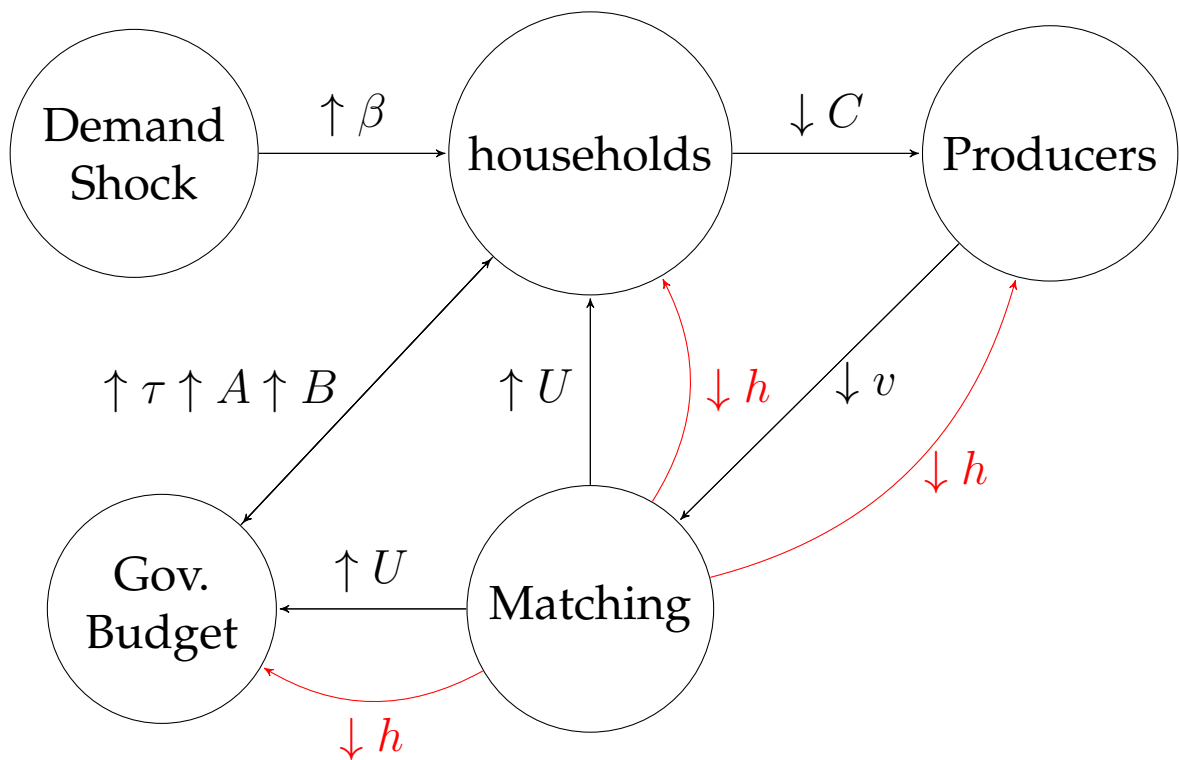 Demand
Shock
↑ β
households
↓ C
Producers
↑ τ ↑ A ↑ B
↑ U
↓ h
↓ v
↓ h
Gov.
Budget
↑ U
Matching
↓ h